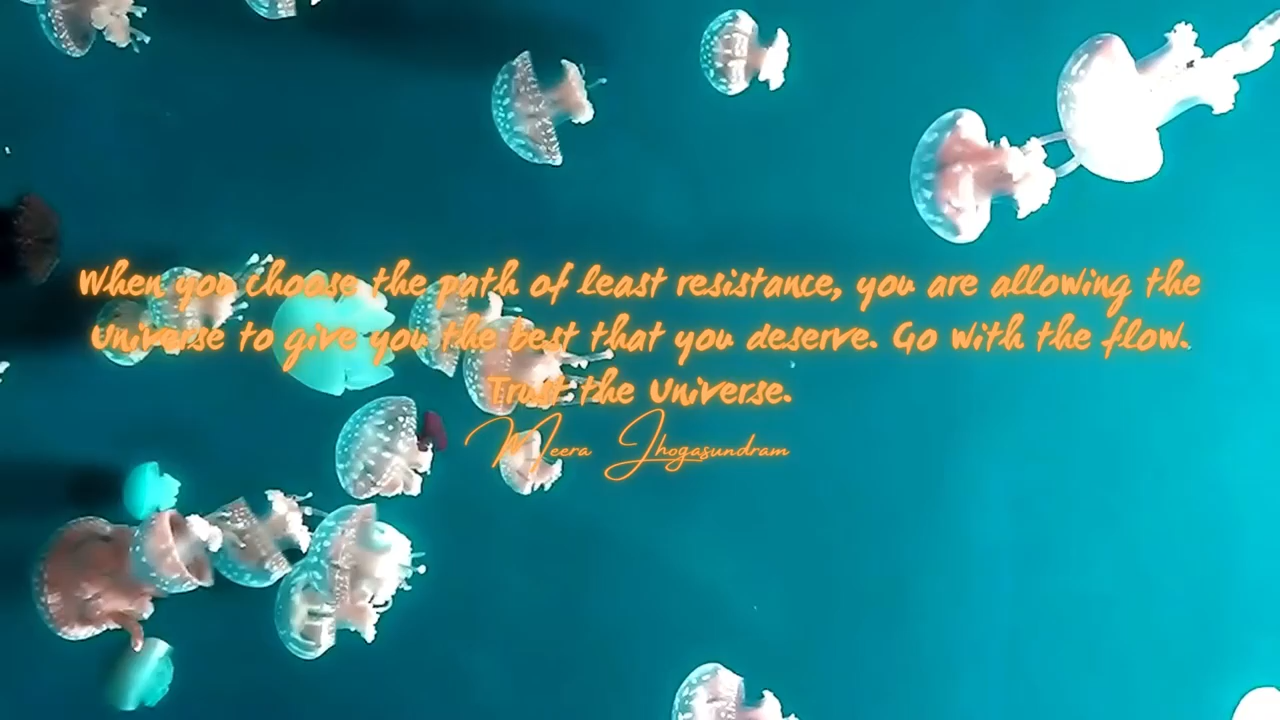 When you choose the path of least resistance, you are allowing the
Universe to give you the best that you deserve. Go with the flow.
Trust the Universe.
Meera Jhogasundram